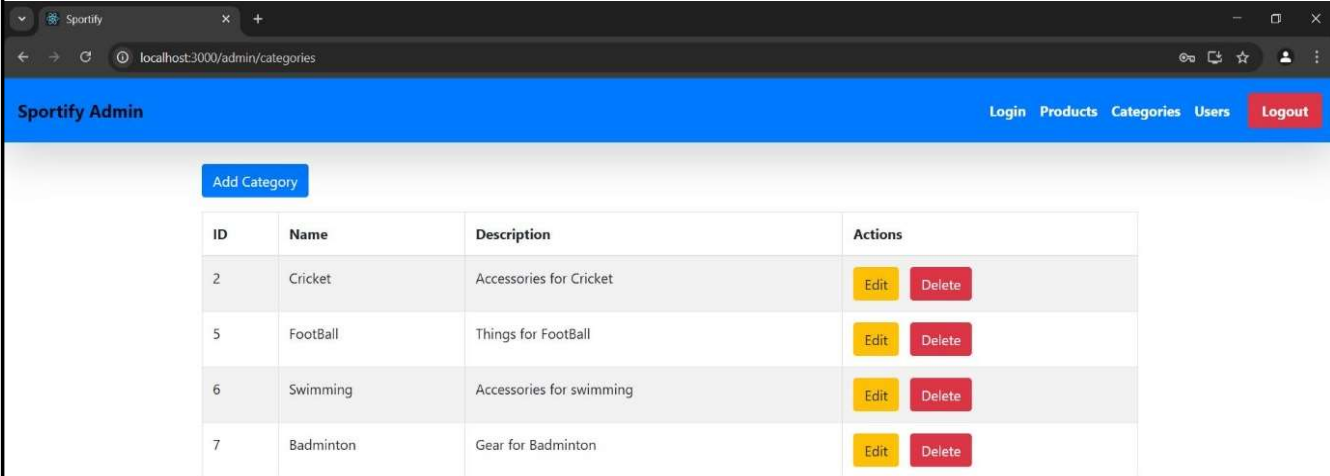 Sportify
localhost:3000/admin/categories
Sportify Admin Login Products Categories Users Logout
Add Category
ID Name Description Actions
2 Cricket Accessories for Cricket Edit Delete
5 FootBall Things for FootBall Edit Delete
6 Swimming Accessories for swimming Edit Delete
7 Badminton Gear for Badminton Edit Delete